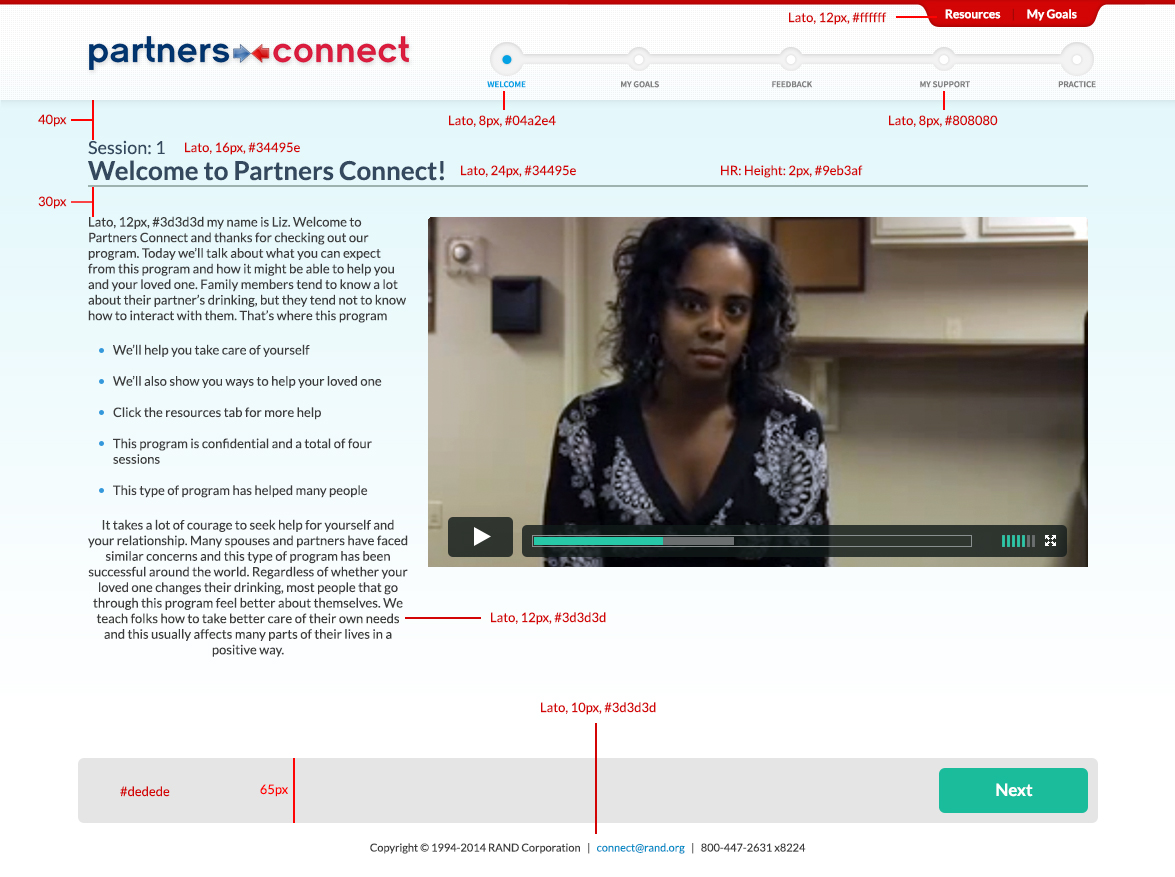 Lato, 12px, #ffffff
Resources
My Goals
partners connect
WELCOME
MY GOALS
FEEDBACK
MY SUPPORT
PRACTICE
40px
Lato, 8px, #04a2e4
Lato, 8px, #808080
Session: 1
Lato, 16px, #34495e
Welcome to Partners Connect!
Lato, 24px, #34495e
HR: Height: 2px, #9eb3af
30px
Lato, 12px, #3d3d3d my name is Liz. Welcome to
Partners Connect and thanks for checking out our
program. Today we'll talk about what you can expect
from this program and how it might be able to help you
and your loved one. Family members tend to know a lot
about their partner's drinking, but they tend not to know
how to interact with them. That's where this program
• We'll help you take care of yourself
• We'll also show you ways to help your loved one
• Click the resources tab for more help
• This program is confidential and a total of four
sessions
• This type of program has helped many people
It takes a lot of courage to seek help for yourself and
your relationship. Many spouses and partners have faced
similar concerns and this type of program has been
successful around the world. Regardless of whether your
loved one changes their drinking, most people that go
through this program feel better about themselves. We
teach folks how to take better care of their own needs
and this usually affects many parts of their lives in a
positive way.
Lato, 12px, #3d3d3d
Lato, 10px, #3d3d3d
#dedede
65px
Next
Copyright © 1994-2014 RAND Corporation | connect@rand.org | 800-447-2631 x8224